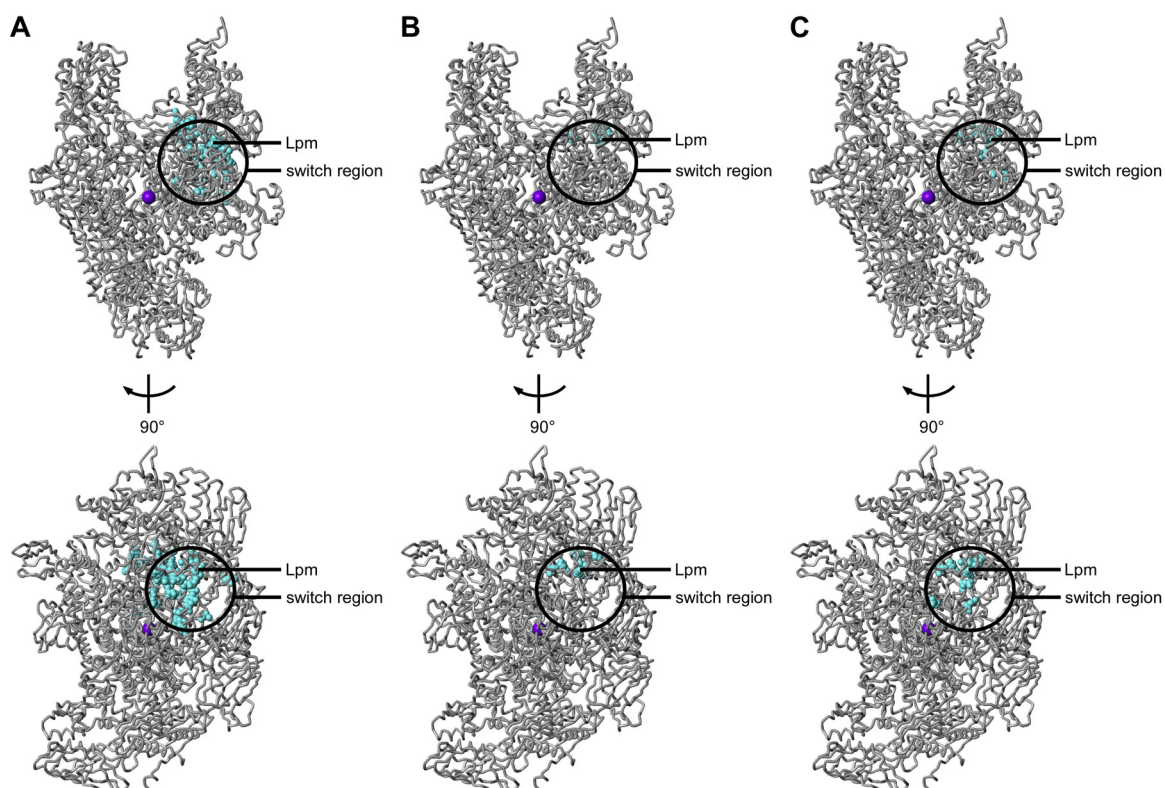 A
B
C
Lpm
switch region
Lpm
switch region
Lpm
switch region
90°
90°
90°
Lpm
switch region
Lpm
switch region
Lpm
switch region